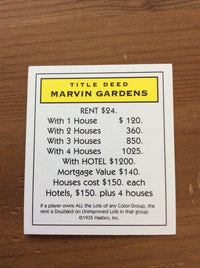 TITLE DEED
MARVIN GARDENS
RENT $24.
With 1 House $ 120.
With 2 Houses 360.
With 3 Houses 850.
With 4 Houses 1025.
With HOTEL $1200.
Mortgage Value $140.
Houses cost $150. each
Hotels, $150. plus 4 houses
If a player owns ALL the Lots of any Color-Group, the
rent is Doubled on Unimproved Lots in that group.
©1935 Hasbro, Inc.